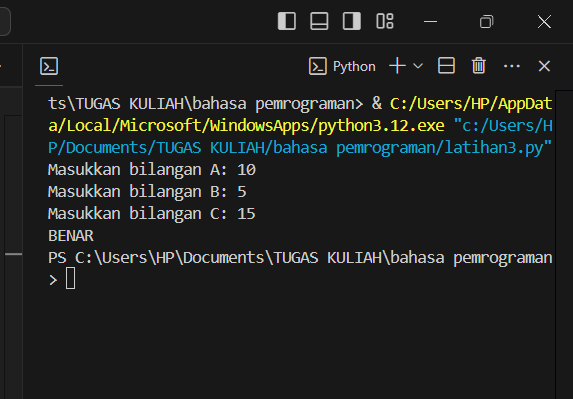 Python
ts\TUGAS KULIAH\bahasa pemrograman> & C:/Users/HP/AppDat
a/Local/Microsoft/WindowsApps/python3.12.exe "c:/Users/H
P/Documents/TUGAS KULIAH/bahasa pemrograman/latihan3.py"
Masukkan bilangan A: 10
Masukkan bilangan B: 5
Masukkan bilangan C: 15
BENAR
PS C:\Users\HP\Documents\TUGAS KULIAH\bahasa pemrograman
>